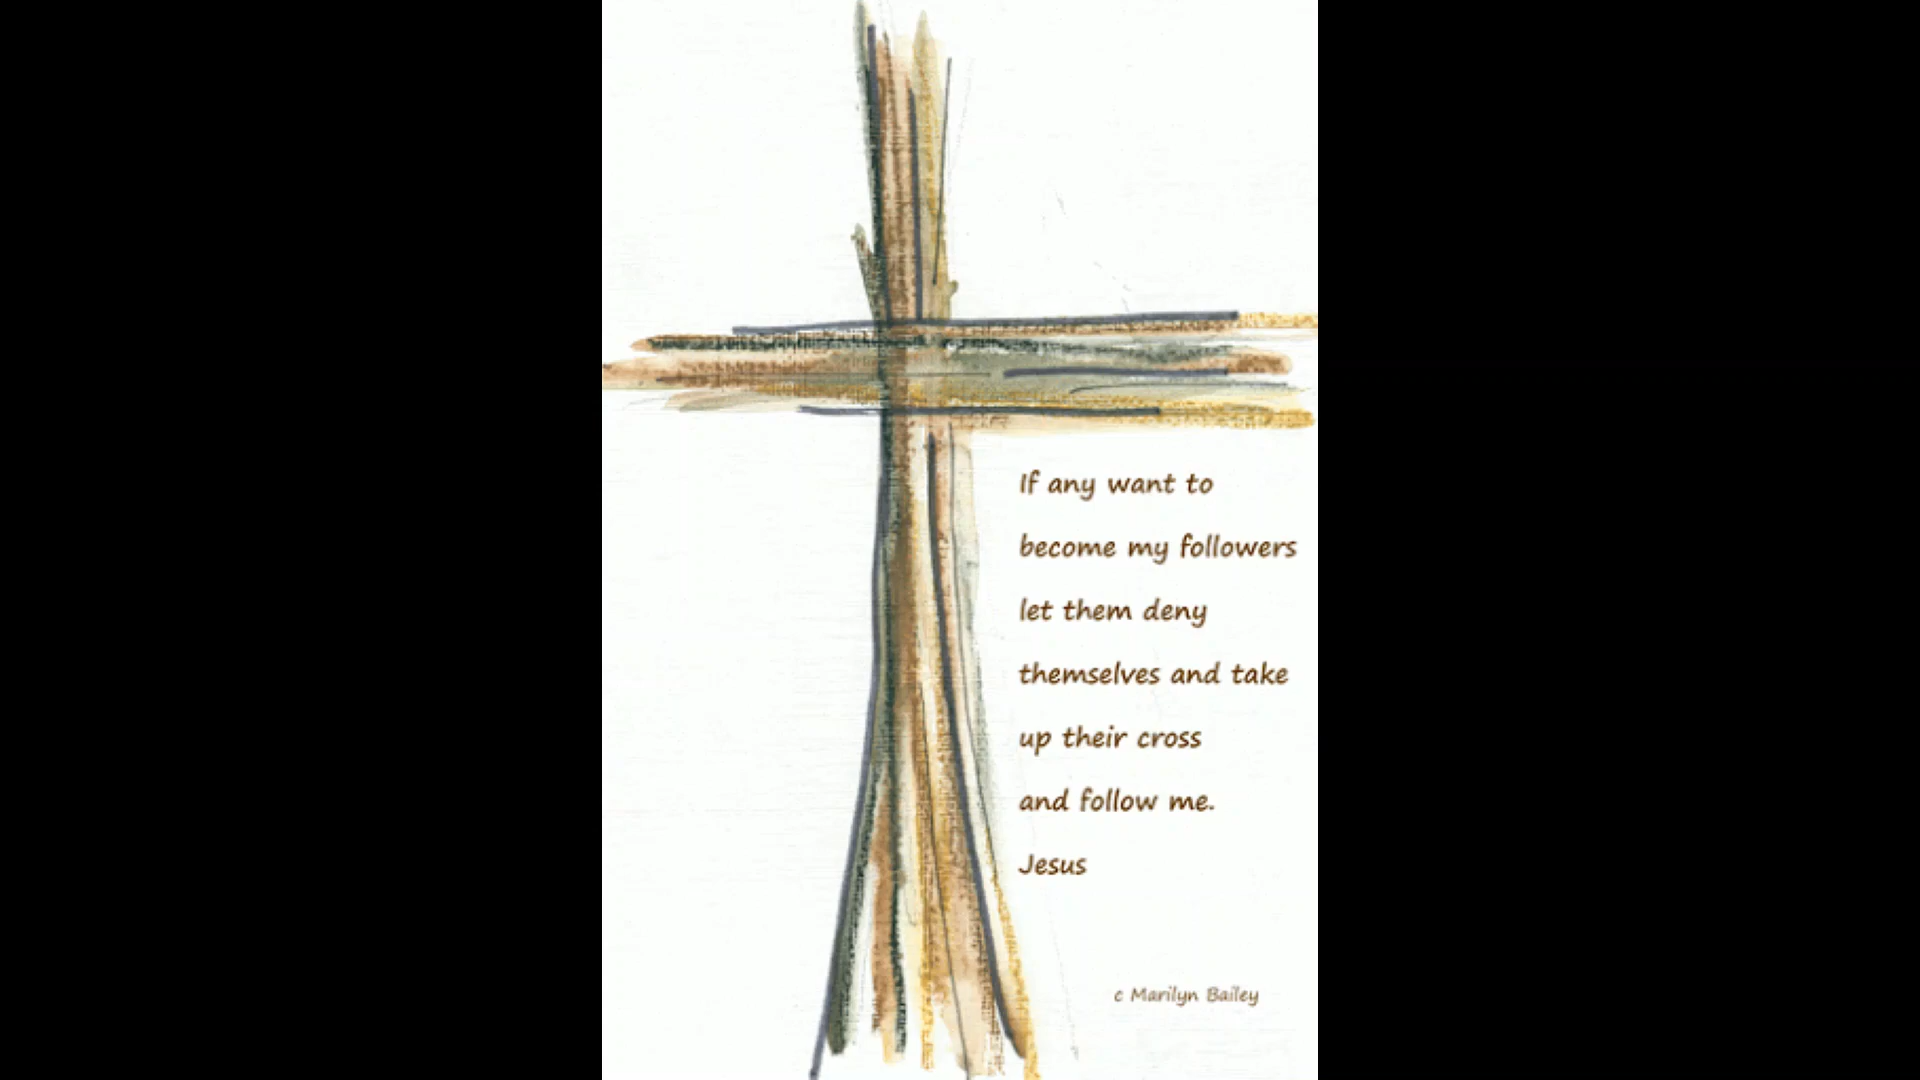 If any want to
become my followers
let them deny
themselves and take
up their cross
and follow me.
Jesus
c Marilyn Bailey